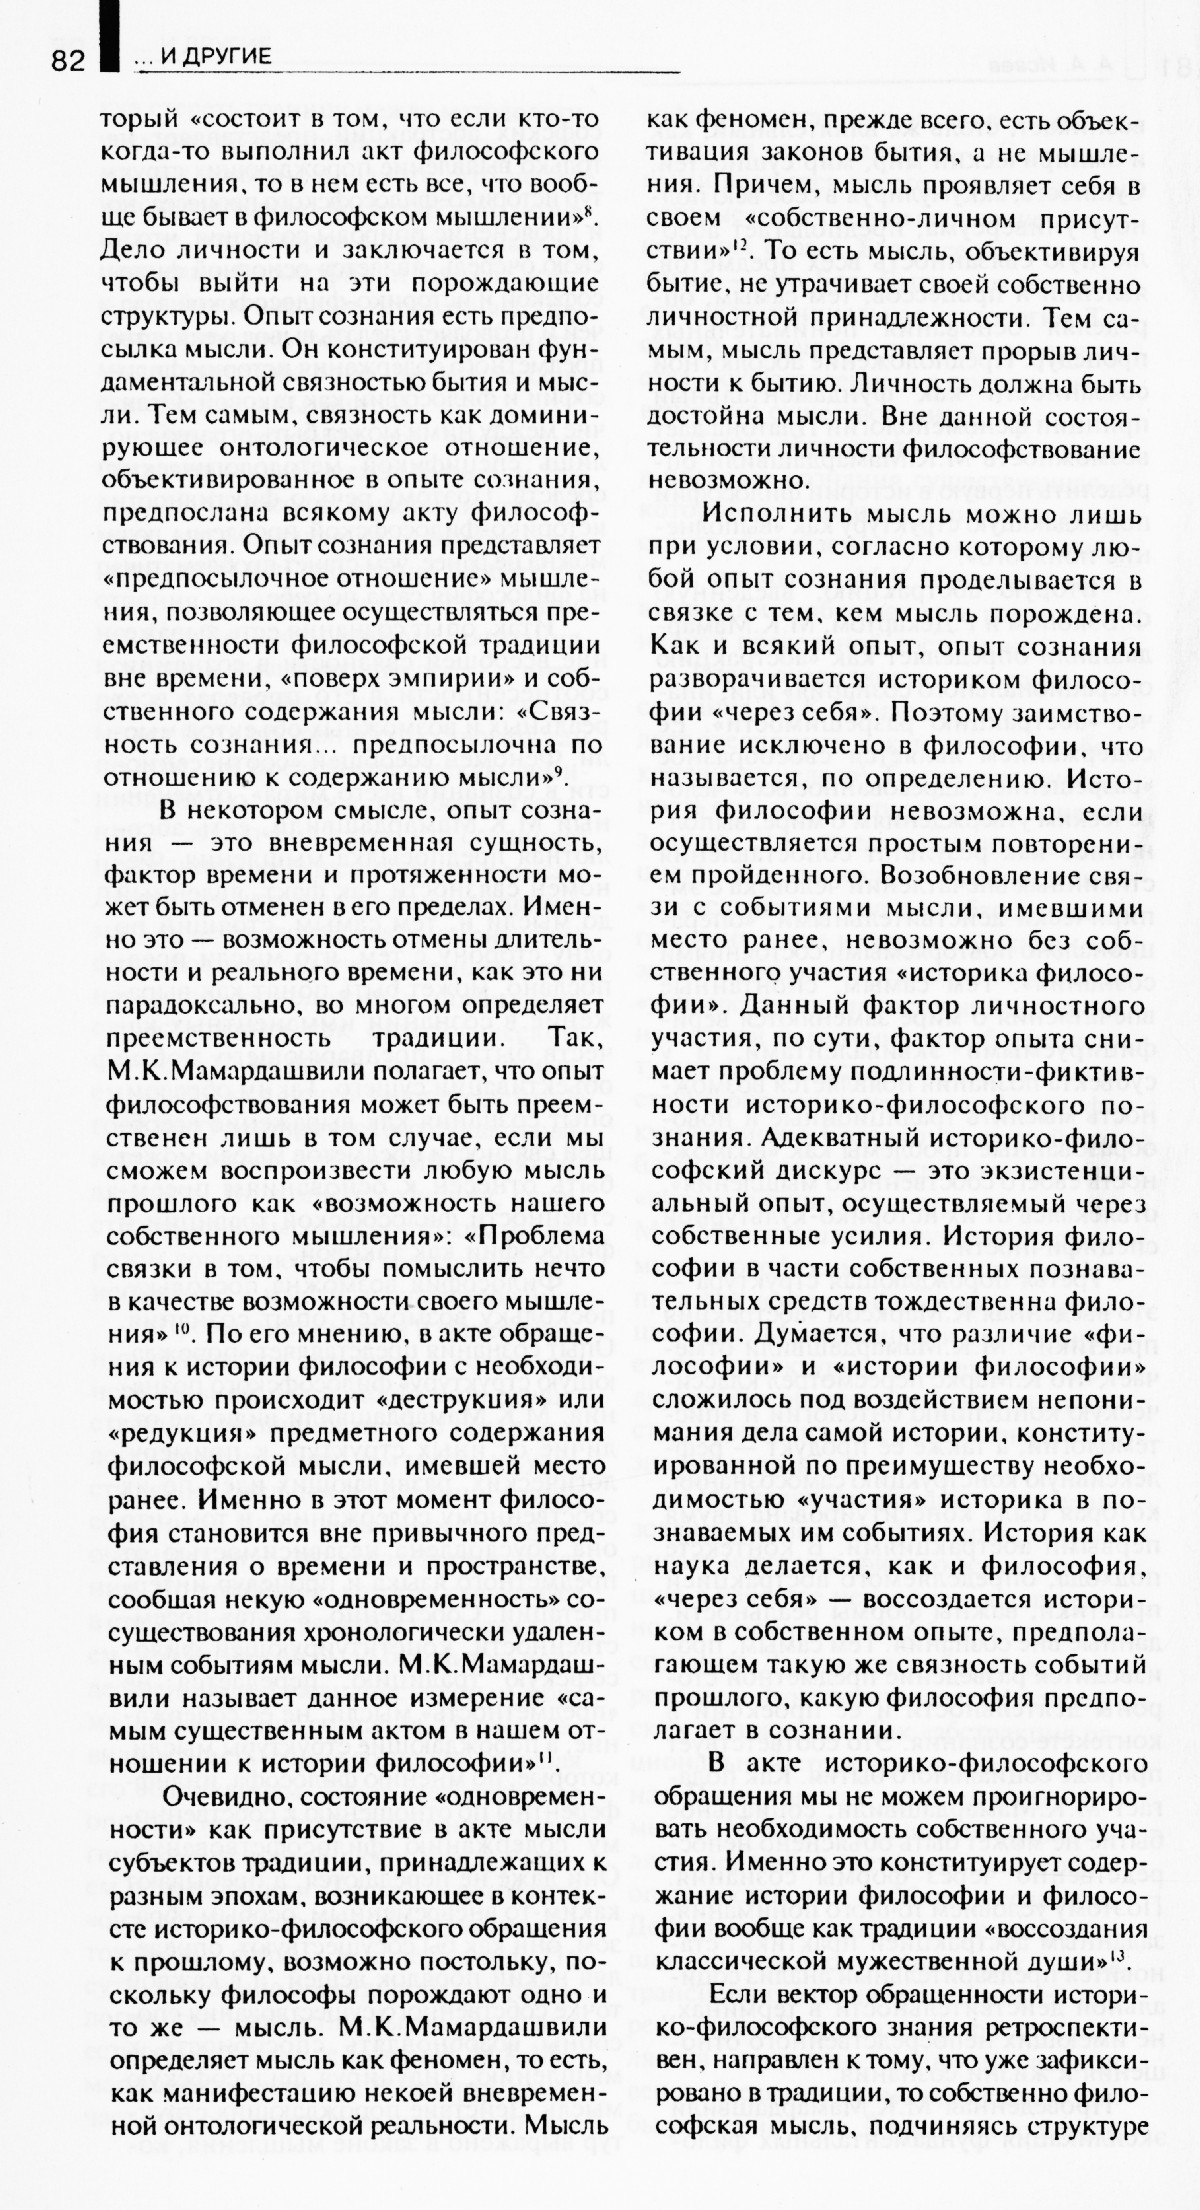 82
... И ДРУГИЕ
торый «состоит в том, что если кто-то
когда-то выполнил акт философского
мышления, то в нем есть все, что вооб-
ще бывает в философском мышлении»⁸.
Дело личности и заключается в том,
чтобы выйти на эти порождающие
структуры. Опыт сознания есть предпо-
сылка мысли. Он конституирован фун-
даментальной связностью бытия и мыс-
ли. Тем самым, связность как домини-
рующее онтологическое отношение,
объективированное в опыте сознания,
предпослана всякому акту философ-
ствования. Опыт сознания представляет
«предпосылочное отношение» мышле-
ния, позволяющее осуществляться пре-
емственности философской традиции
вне времени, «поверх эмпирии» и соб-
ственного содержания мысли: «Связ-
ность сознания... предпосылочна по
отношению к содержанию мысли»⁹.
В некотором смысле, опыт созна-
ния — это вневременная сущность,
фактор времени и протяженности мо-
жет быть отменен в его пределах. Имен-
но это — возможность отмены длитель-
ности и реального времени, как это ни
парадоксально, во многом определяет
преемственность традиции. Так,
М.К.Мамардашвили полагает, что опыт
философствования может быть преем-
ственен лишь в том случае, если мы
сможем воспроизвести любую мысль
прошлого как «возможность нашего
собственного мышления»: «Проблема
связки в том, чтобы помыслить нечто
в качестве возможности своего мышле-
ния» ¹⁰. По его мнению, в акте обраще-
ния к истории философии с необходи-
мостью происходит «деструкция» или
«редукция» предметного содержания
философской мысли, имевшей место
ранее. Именно в этот момент филосо-
фия становится вне привычного пред-
ставления о времени и пространстве,
сообщая некую «одновременность» со-
существования хронологически удален-
ным событиям мысли. М.К.Мамардаш-
вили называет данное измерение «са-
мым существенным актом в нашем от-
ношении к истории философии»¹¹.
Очевидно, состояние «одновремен-
ности» как присутствие в акте мысли
субъектов традиции, принадлежащих к
разным эпохам, возникающее в контек-
сте историко-философского обращения
к прошлому, возможно постольку, по-
скольку философы порождают одно и
то же — мысль. М.К.Мамардашвили
определяет мысль как феномен, то есть,
как манифестацию некоей вневремен-
ной онтологической реальности. Мысль
как феномен, прежде всего, есть объек-
тивация законов бытия, а не мышле-
ния. Причем, мысль проявляет себя в
своем «собственно-личном присут-
ствии»¹². То есть мысль, объективируя
бытие, не утрачивает своей собственно
личностной принадлежности. Тем са-
мым, мысль представляет прорыв лич-
ности к бытию. Личность должна быть
достойна мысли. Вне данной состоя-
тельности личности философствование
невозможно.
Исполнить мысль можно лишь
при условии, согласно которому лю-
бой опыт сознания проделывается в
связке с тем, кем мысль порождена.
Как и всякий опыт, опыт сознания
разворачивается историком филосо-
фии «через себя». Поэтому заимство-
вание исключено в философии, что
называется, по определению. Исто-
рия философии невозможна, если
осуществляется простым повторени-
ем пройденного. Возобновление свя-
зи с событиями мысли, имевшими
место ранее, невозможно без соб-
ственного участия «историка филосо-
фии». Данный фактор личностного
участия, по сути, фактор опыта сни-
мает проблему подлинности-фиктив-
ности историко-философского по-
знания. Адекватный историко-фило-
софский дискурс — это экзистенци-
альный опыт, осуществляемый через
собственные усилия. История фило-
софии в части собственных познава-
тельных средств тождественна фило-
софии. Думается, что различие «фи-
лософии» и «истории философии»
сложилось под воздействием непони-
мания дела самой истории, конститу-
ированной по преимуществу необхо-
димостью «участия» историка в по-
знаваемых им событиях. История как
наука делается, как и философия,
«через себя» — воссоздается истори-
ком в собственном опыте, предпола-
гающем такую же связность событий
прошлого, какую философия предпо-
лагает в сознании.
В акте историко-философского
обращения мы не можем проигнориро-
вать необходимость собственного уча-
стия. Именно это конституирует содер-
жание истории философии и филосо-
фии вообще как традиции «воссоздания
классической мужественной души»¹³.
Если вектор обращенности истори-
ко-философского знания ретроспекти-
вен, направлен к тому, что уже зафикси-
ровано в традиции, то собственно фило-
софская мысль, подчиняясь структуре